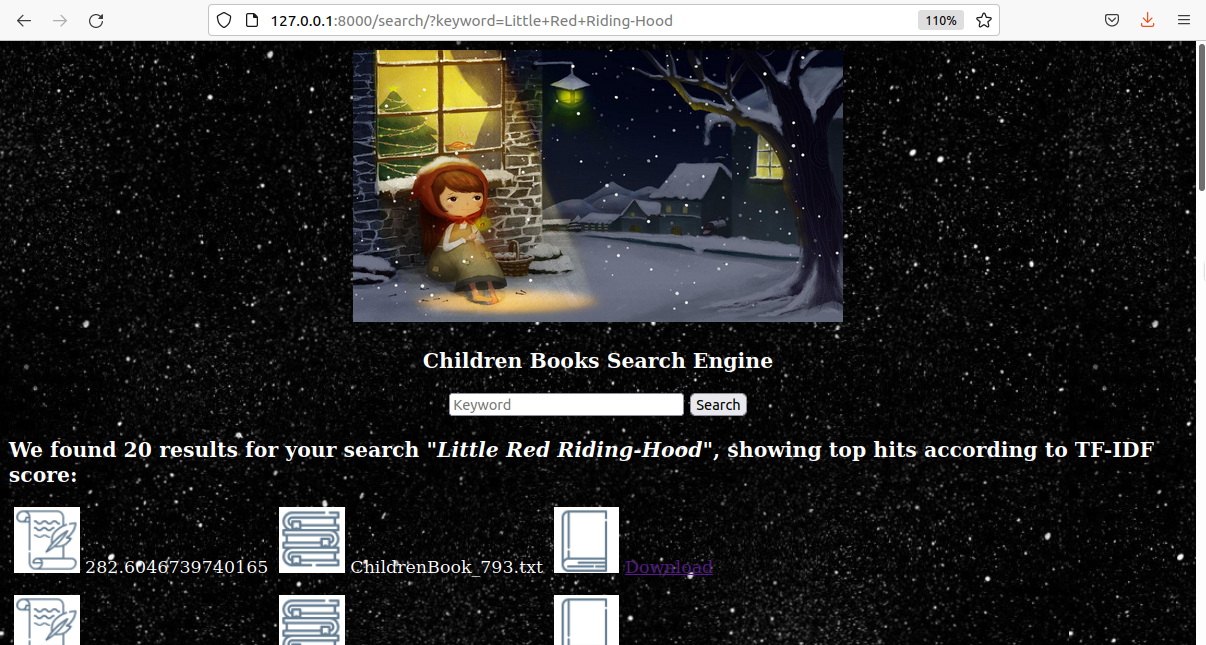 127.0.0.1:8000/search/?keyword=Little+Red+Riding-Hood
110%
Children Books Search Engine
Keyword
Search
We found 20 results for your search "Little Red Riding-Hood", showing top hits according to TF-IDF
score:
282.6046739740165
ChildrenBook_793.txt
Download